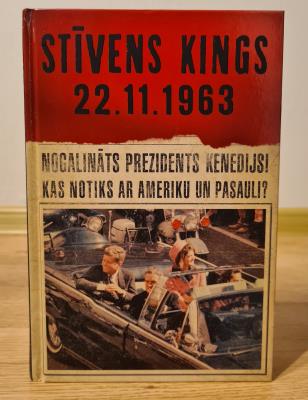 STĪVENS KINGS
22.11.1963
NOGALINĀTS PREZIDENTS KENEDIJS!
KAS NOTIKS AR AMERIKU UN PASAULI?